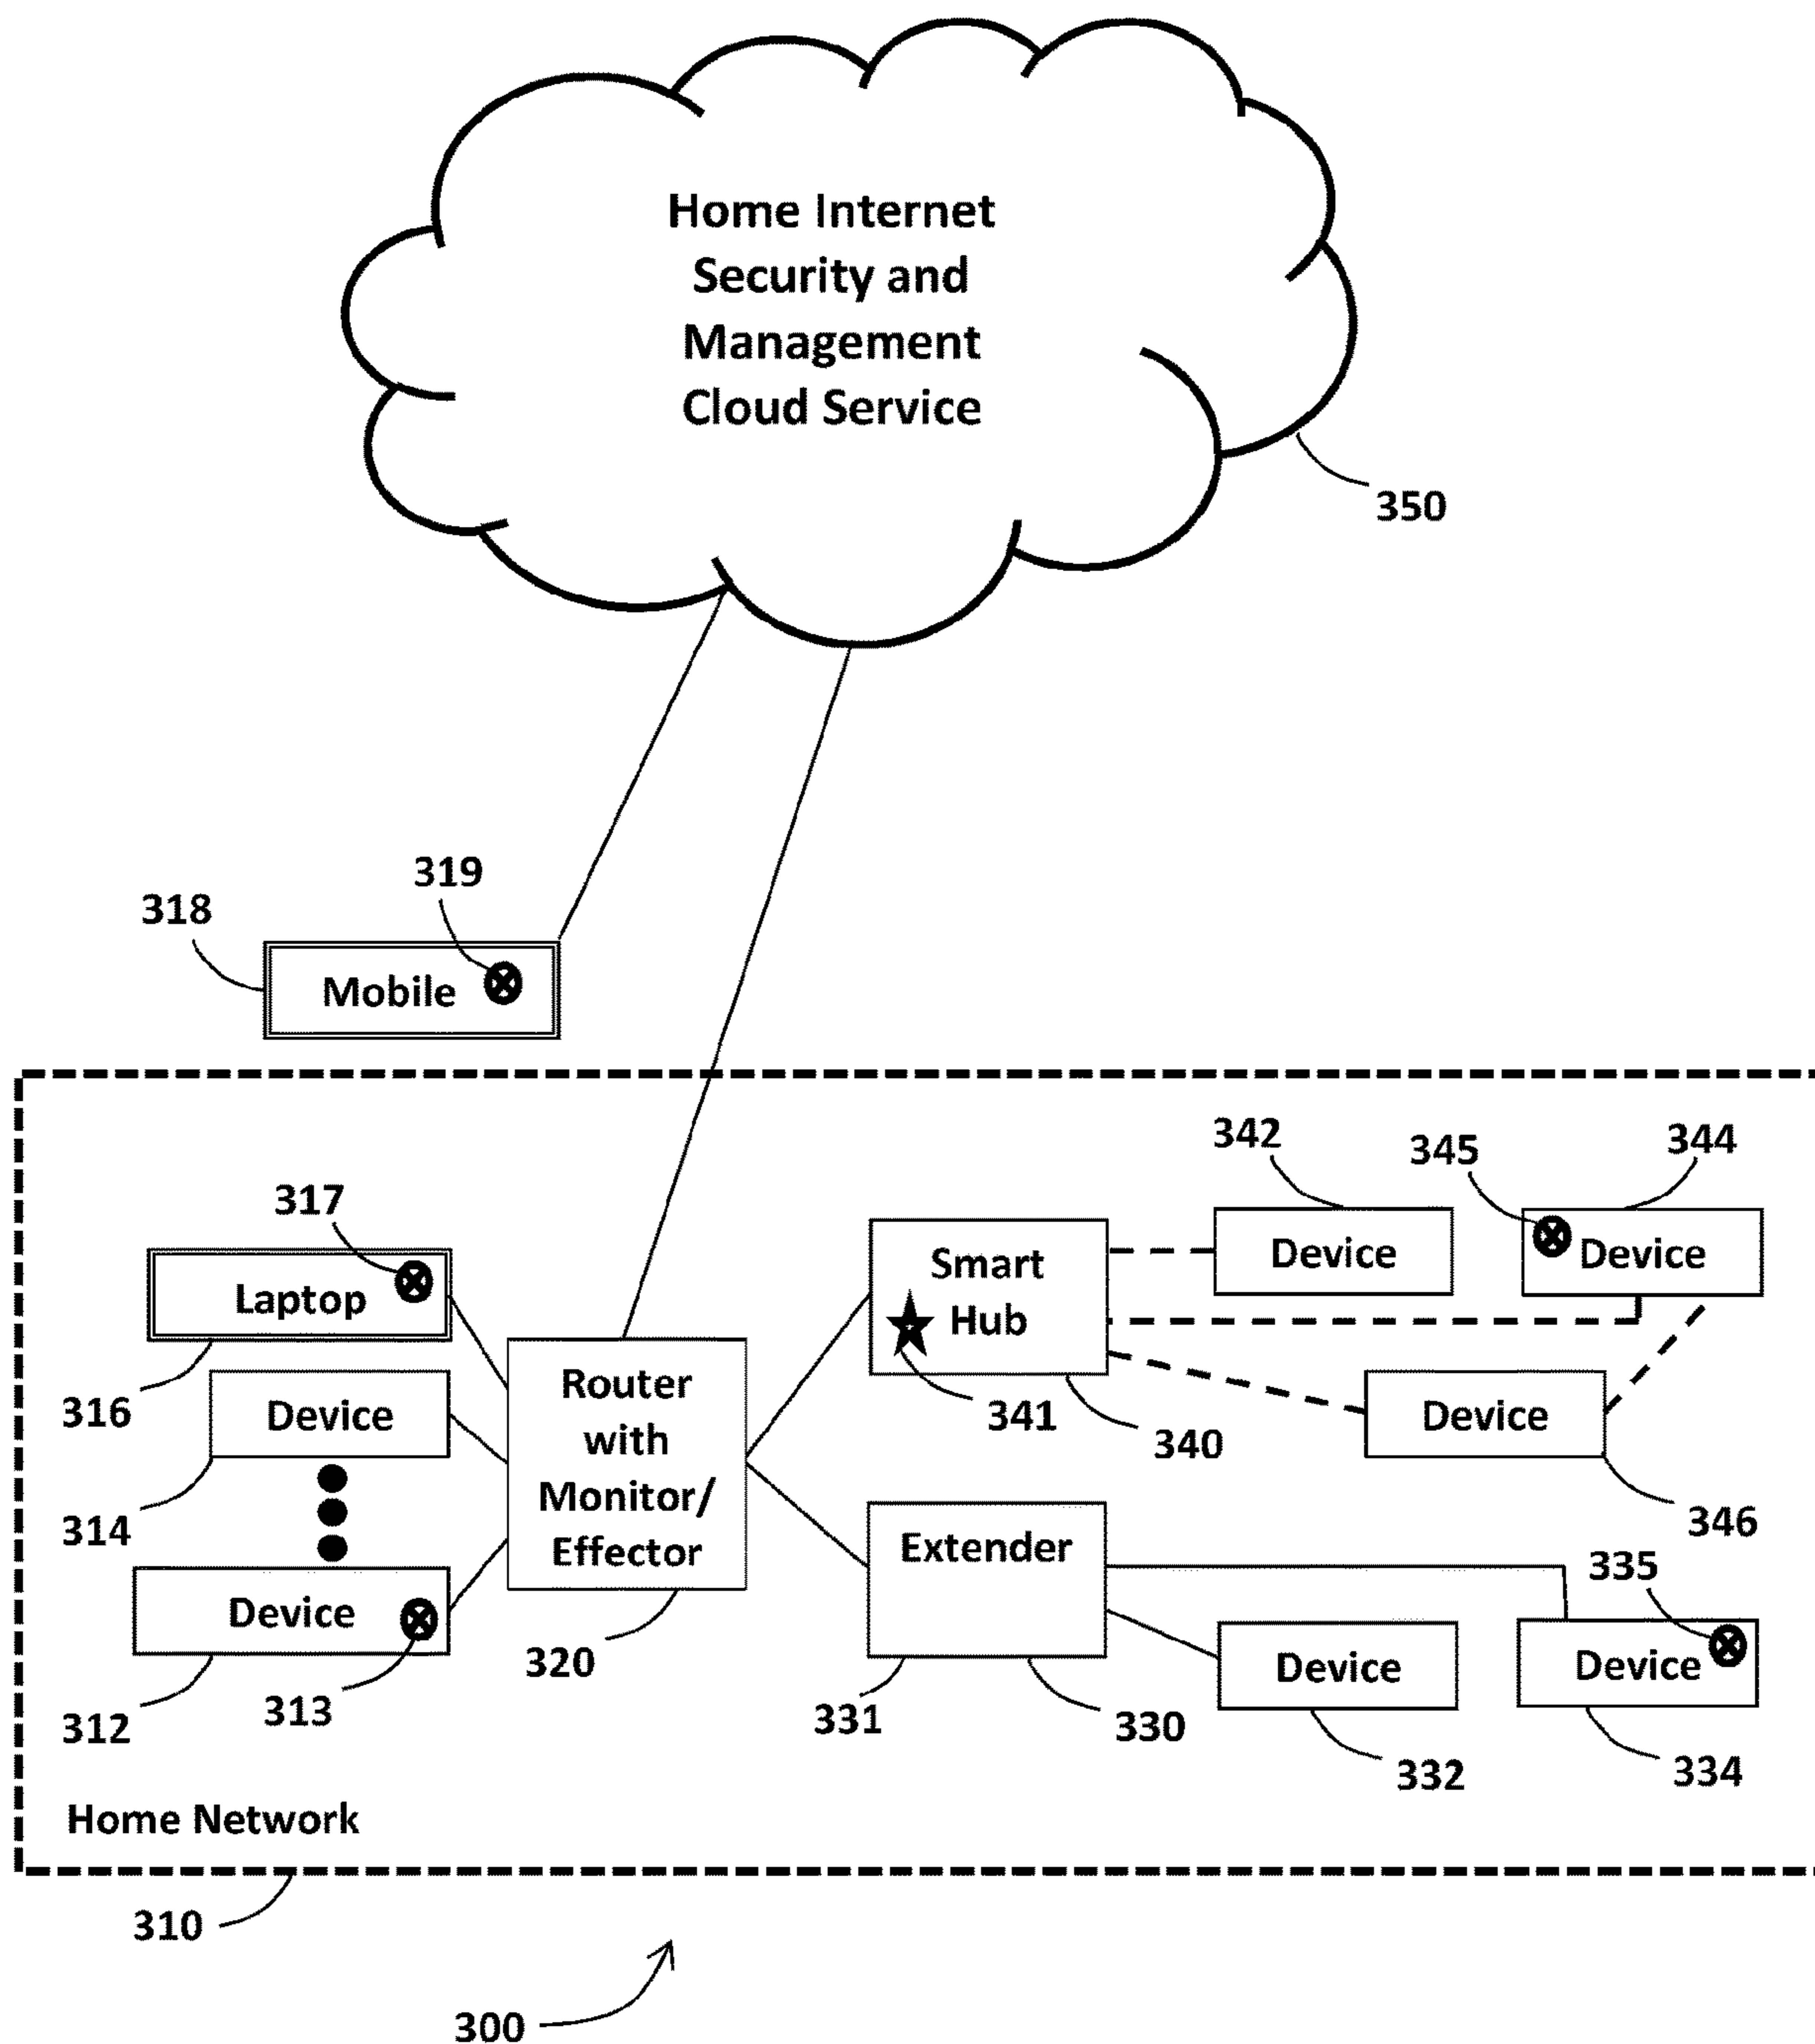 Home Internet
Security and
Management
Cloud Service
350
319
318
Mobile
342
345
344
317
Smart
Hub
Device
Device
Laptop
316
Router
with
Monitor/
Effector
341
340
Device
Device
314
346
Extender
335
Device
320
Device
Device
312
313
331
330
332
334
Home Network
310
300